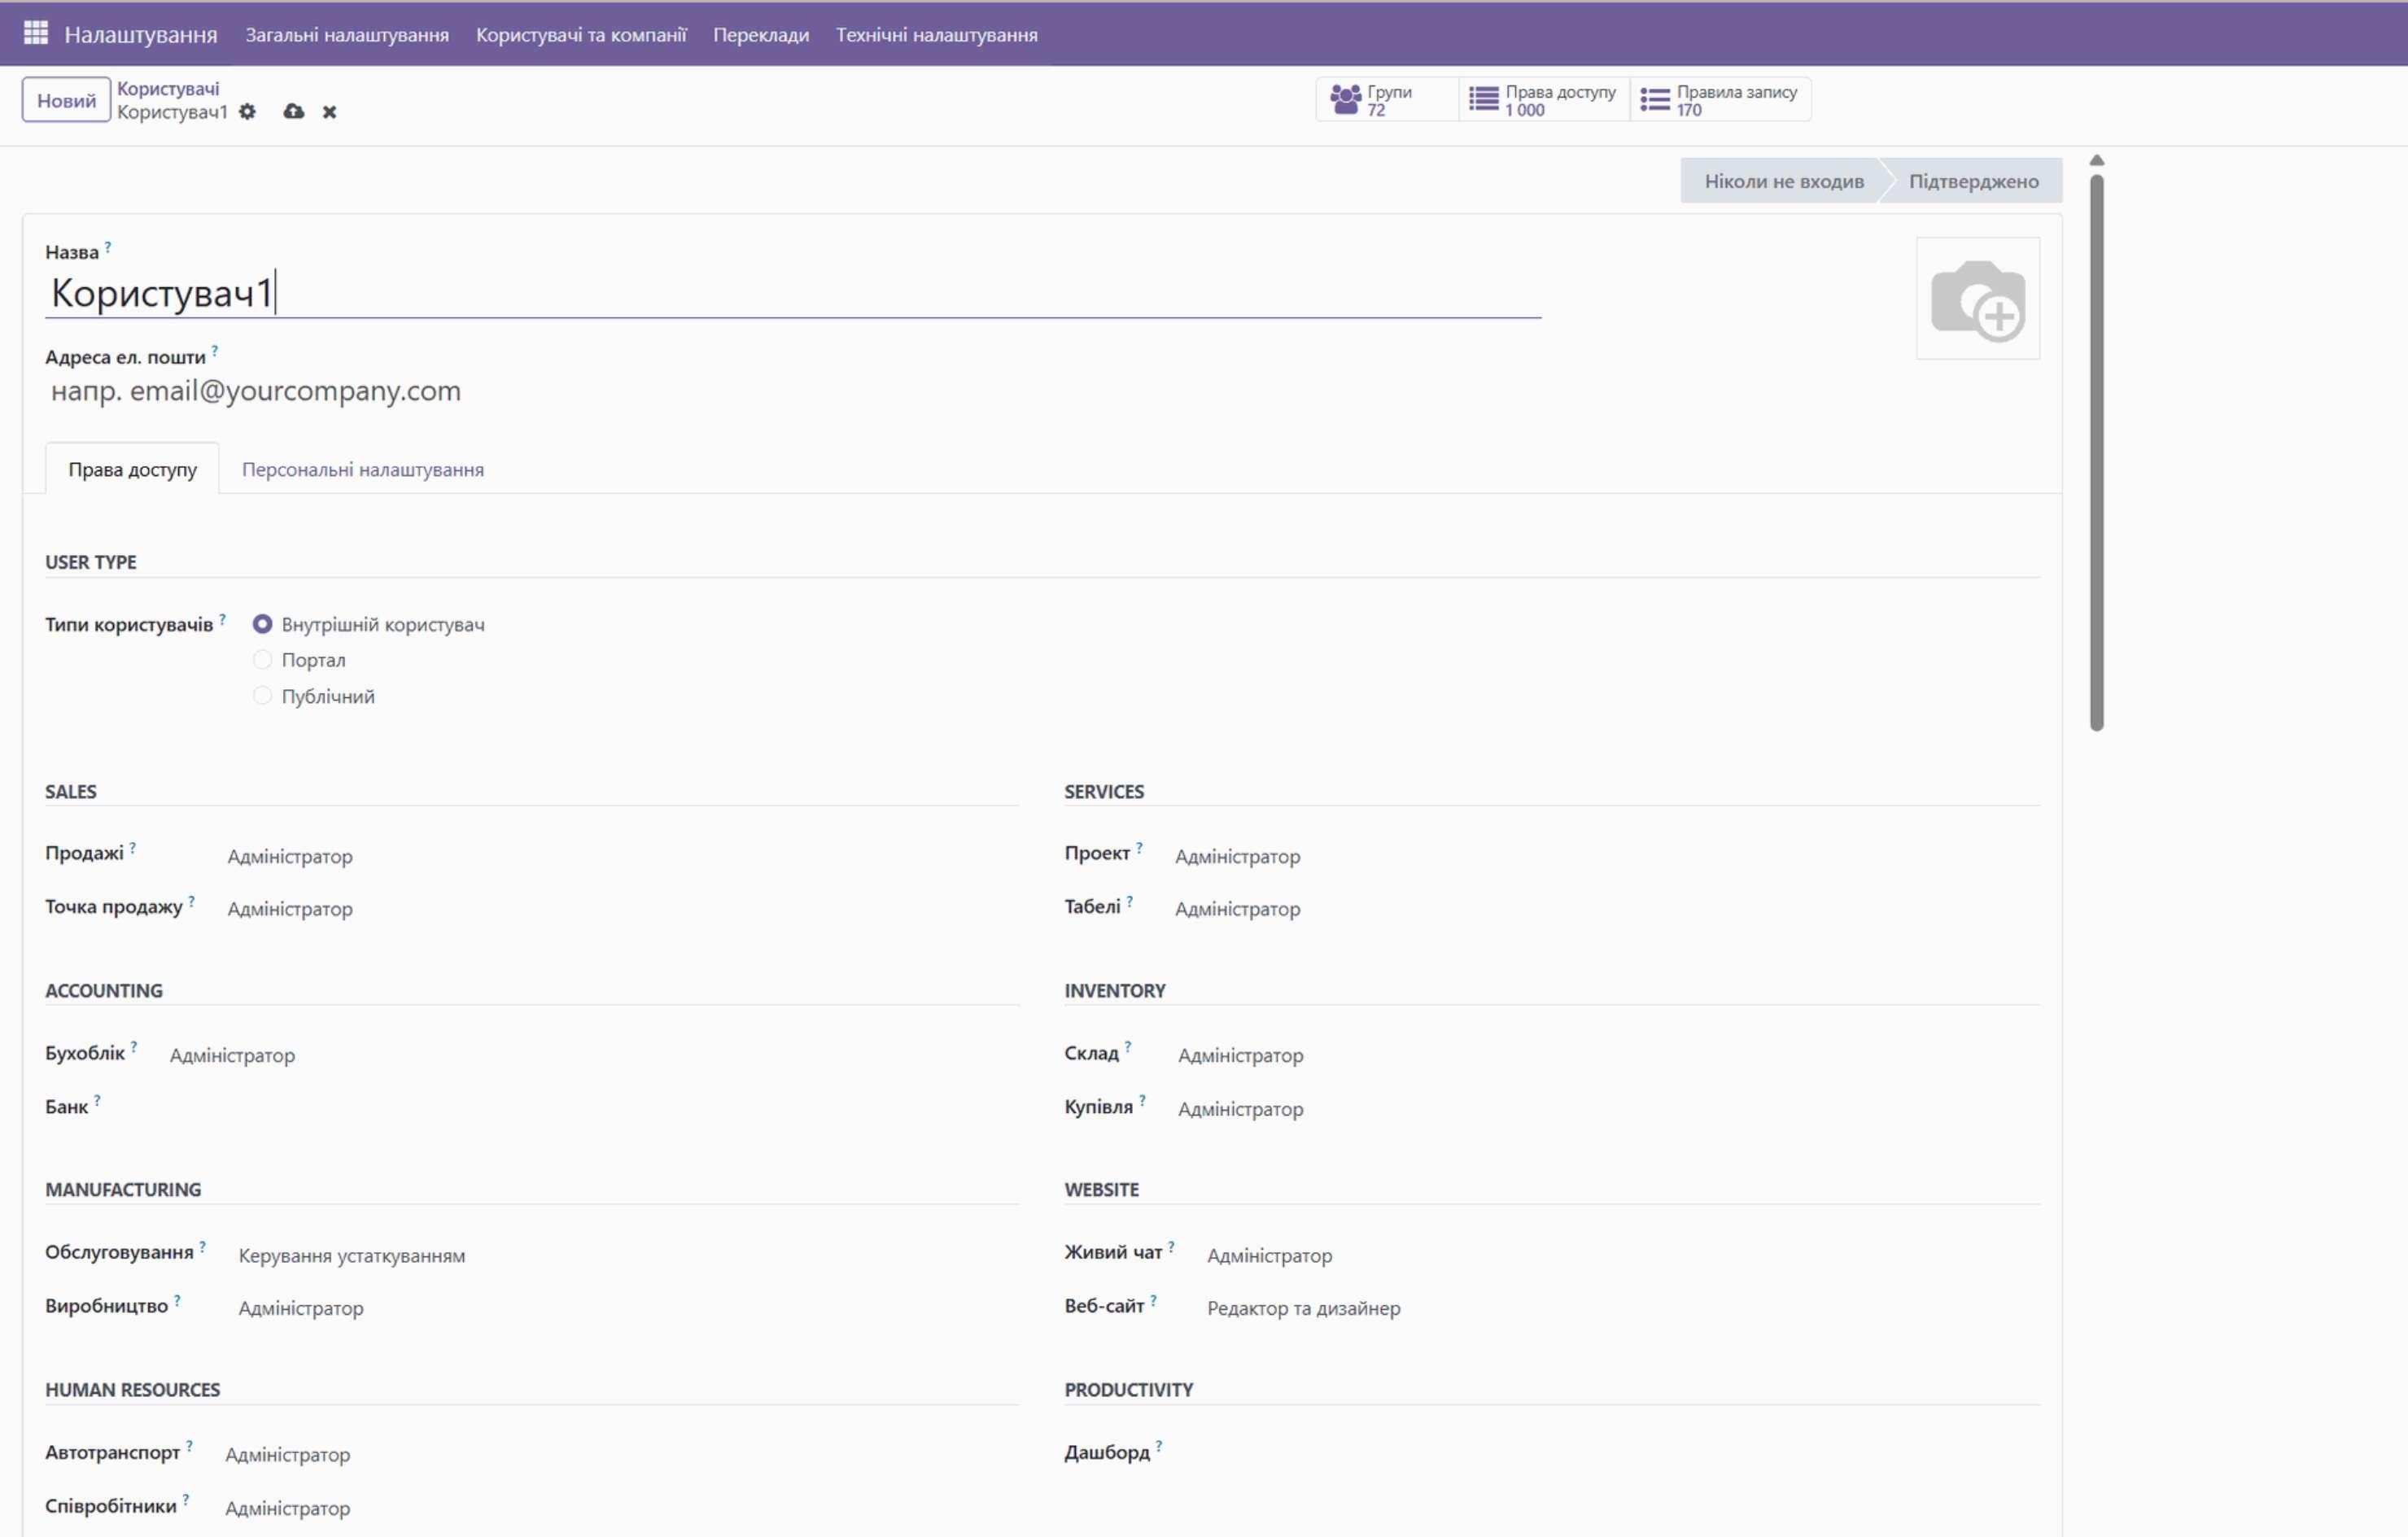 Налаштування Загальні налаштування Користувачі та компанії Переклади Технічні налаштування
Новий
Користувачі
Користувач1
Групи
72
Права доступу
1 000
Правила запису
170
Ніколи не входив Підтверджено
Назва ?
Користувач1
Адреса ел. пошти ?
напр. email@yourcompany.com
Права доступу Персональні налаштування
USER TYPE
Типи користувачів ? Внутрішній користувач
Портал
Публічний
SALES
Продажі ? Адміністратор
Точка продажу ? Адміністратор
SERVICES
Проект ? Адміністратор
Табелі ? Адміністратор
ACCOUNTING
Бухоблік ? Адміністратор
Банк ?
INVENTORY
Склад ? Адміністратор
Купівля ? Адміністратор
MANUFACTURING
Обслуговування ? Керування устаткуванням
Виробництво ? Адміністратор
WEBSITE
Живий чат ? Адміністратор
Веб-сайт ? Редактор та дизайнер
HUMAN RESOURCES
Автотранспорт ? Адміністратор
Співробітники ? Адміністратор
PRODUCTIVITY
Дашборд ?